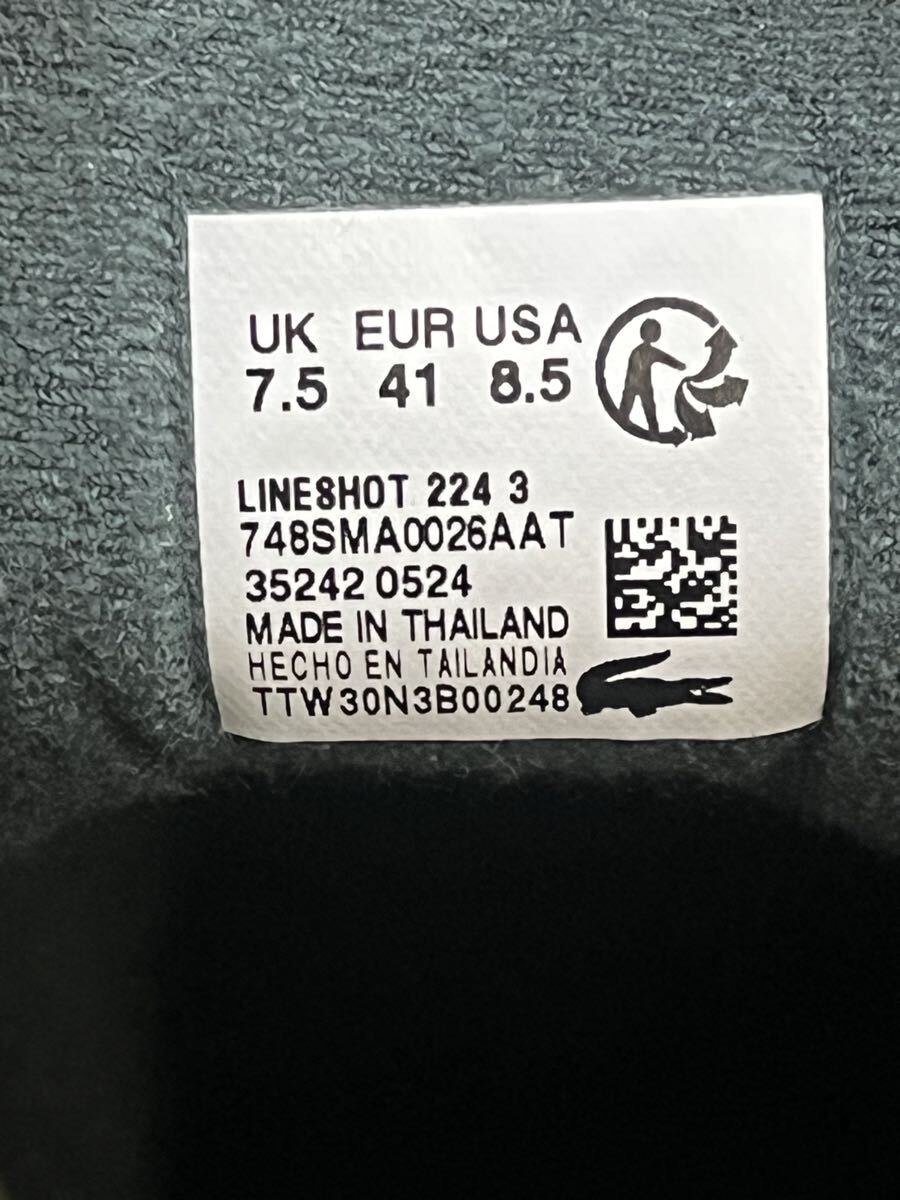 UK EUR USA
7.5 41 8.5
LINESHOT 224 3
748SMA0026AAT
35242 0524
MADE IN THAILAND
HECHO EN TAILANDIA
TTW30N3B00248